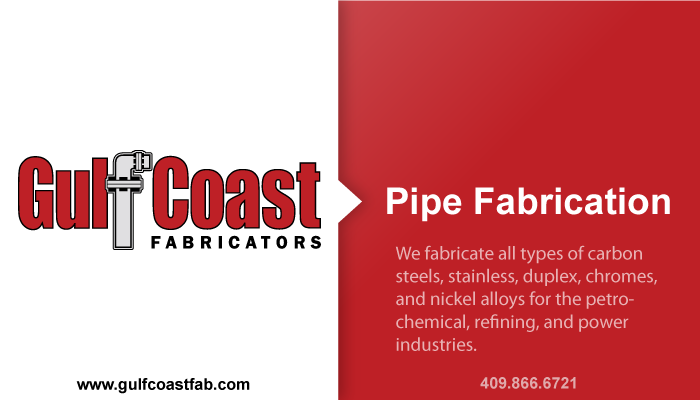 Gulf Coast
FABRICATORS
www.gulfcoastfab.com
Pipe Fabrication
We fabricate all types of carbon
steels, stainless, duplex, chromes,
and nickel alloys for the petro-
chemical, refining, and power
industries.
409.866.6721